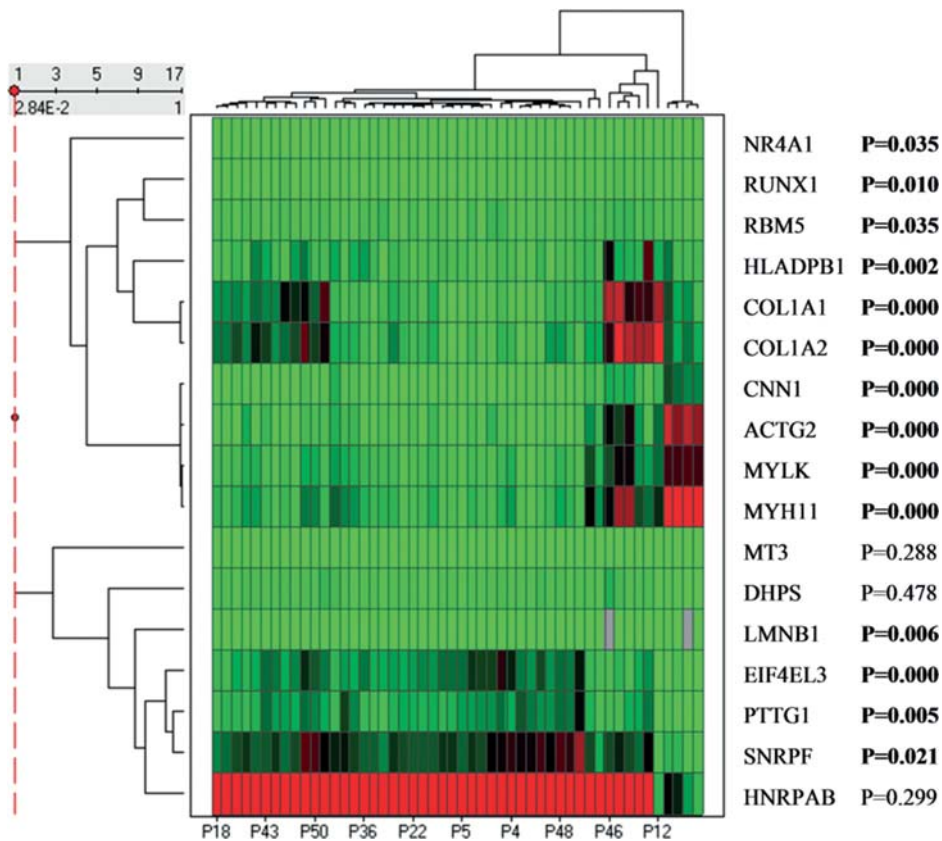 1 3 5 9 17
2.84E-2 1
NR4A1 P=0.035
RUNX1 P=0.010
RBM5 P=0.035
HLADPB1 P=0.002
COL1A1 P=0.000
COL1A2 P=0.000
CNN1 P=0.000
ACTG2 P=0.000
MYLK P=0.000
MYH11 P=0.000
MT3 P=0.288
DHPS P=0.478
LMNB1 P=0.006
EIF4EL3 P=0.000
PTTG1 P=0.005
SNRPF P=0.021
HNRPAB P=0.299
P18 P43 P50 P36 P22 P5 P4 P48 P46 P12